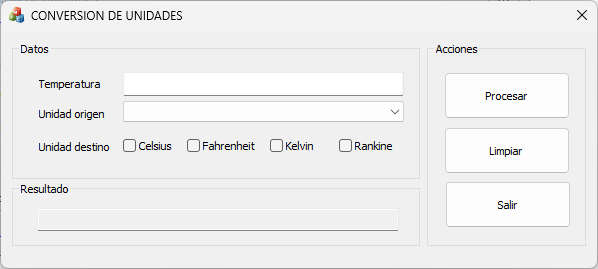 CONVERSION DE UNIDADES
Datos
Temperatura
Unidad origen
Unidad destino Celsius Fahrenheit Kelvin Rankine
Resultado
Acciones
Procesar
Limpiar
Salir